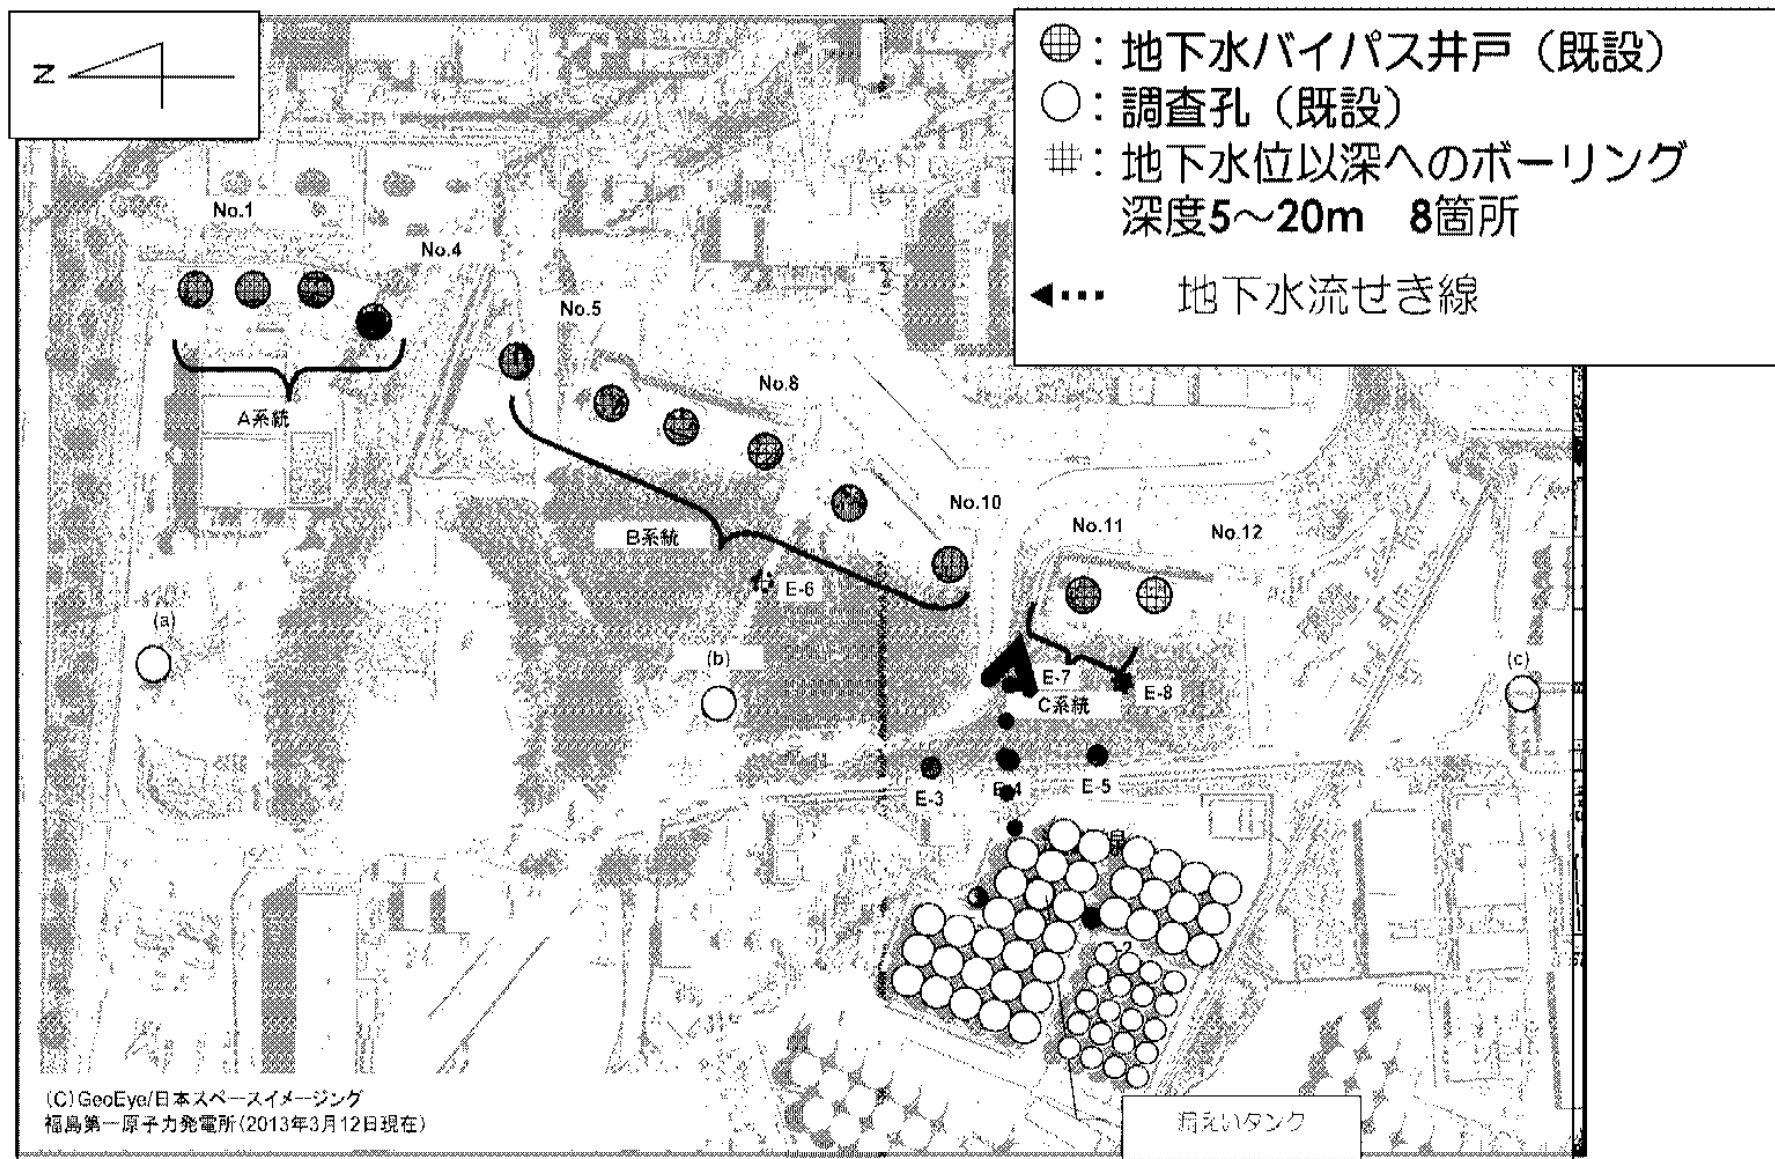 N
: 地下水バイパス井戸（既設）
: 調査孔（既設）
: 地下水位以深へのボーリング
深度5～20m 8箇所
地下水流せき線
No.1
No.4
No.5
No.8
No.10
No.11
No.12
A系統
B系統
E-6
(a)
(b)
(c)
E-7
E-8
C系統
E-3
E-4
E-5
(C)GeoEye/日本スペースイメージング
福島第一原子力発電所(2013年3月12日現在)
漏えいタンク